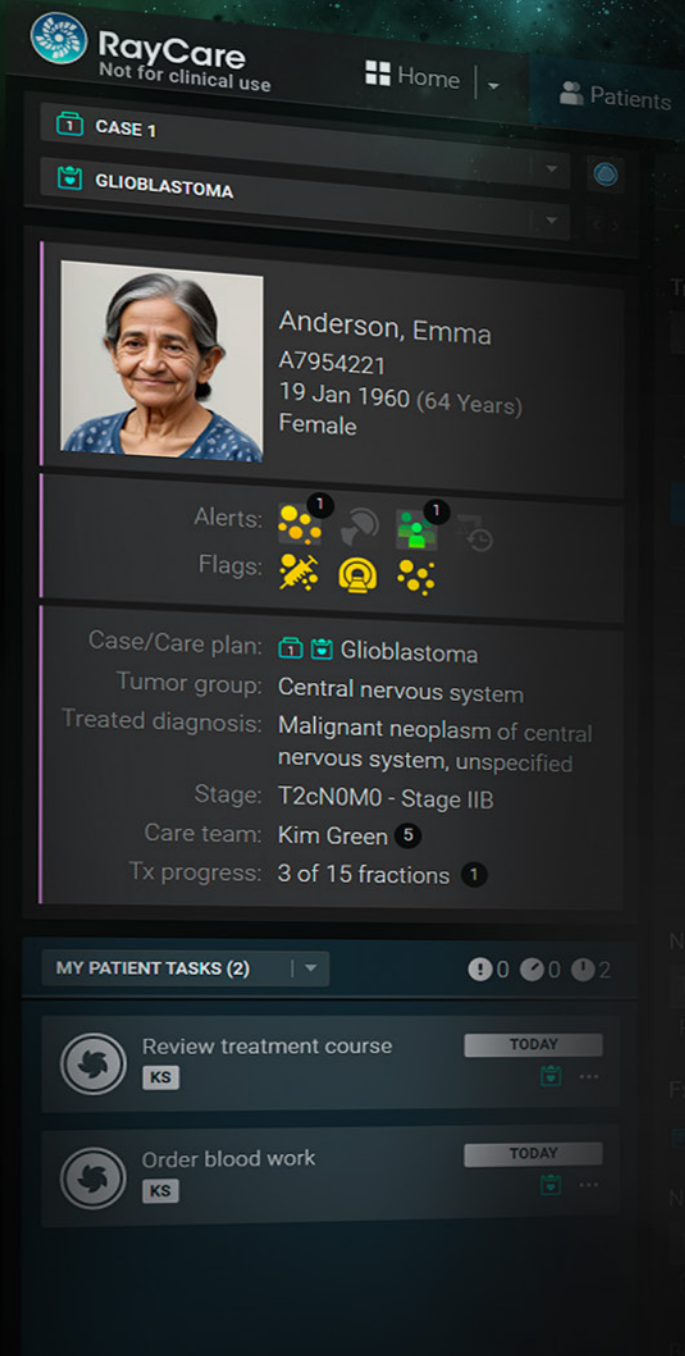 RayCare
Not for clinical use
Home
Patients
1 CASE 1
GLIOBLASTOMA
Anderson, Emma
A7954221
19 Jan 1960 (64 Years)
Female
Alerts: 1 1
Flags:
Case/Care plan: 1 Glioblastoma
Tumor group: Central nervous system
Treated diagnosis: Malignant neoplasm of central
nervous system, unspecified
Stage: T2cN0M0 - Stage IIB
Care team: Kim Green 5
Tx progress: 3 of 15 fractions 1
MY PATIENT TASKS (2)
0 0 2
Review treatment course
TODAY
KS
Order blood work
TODAY
KS